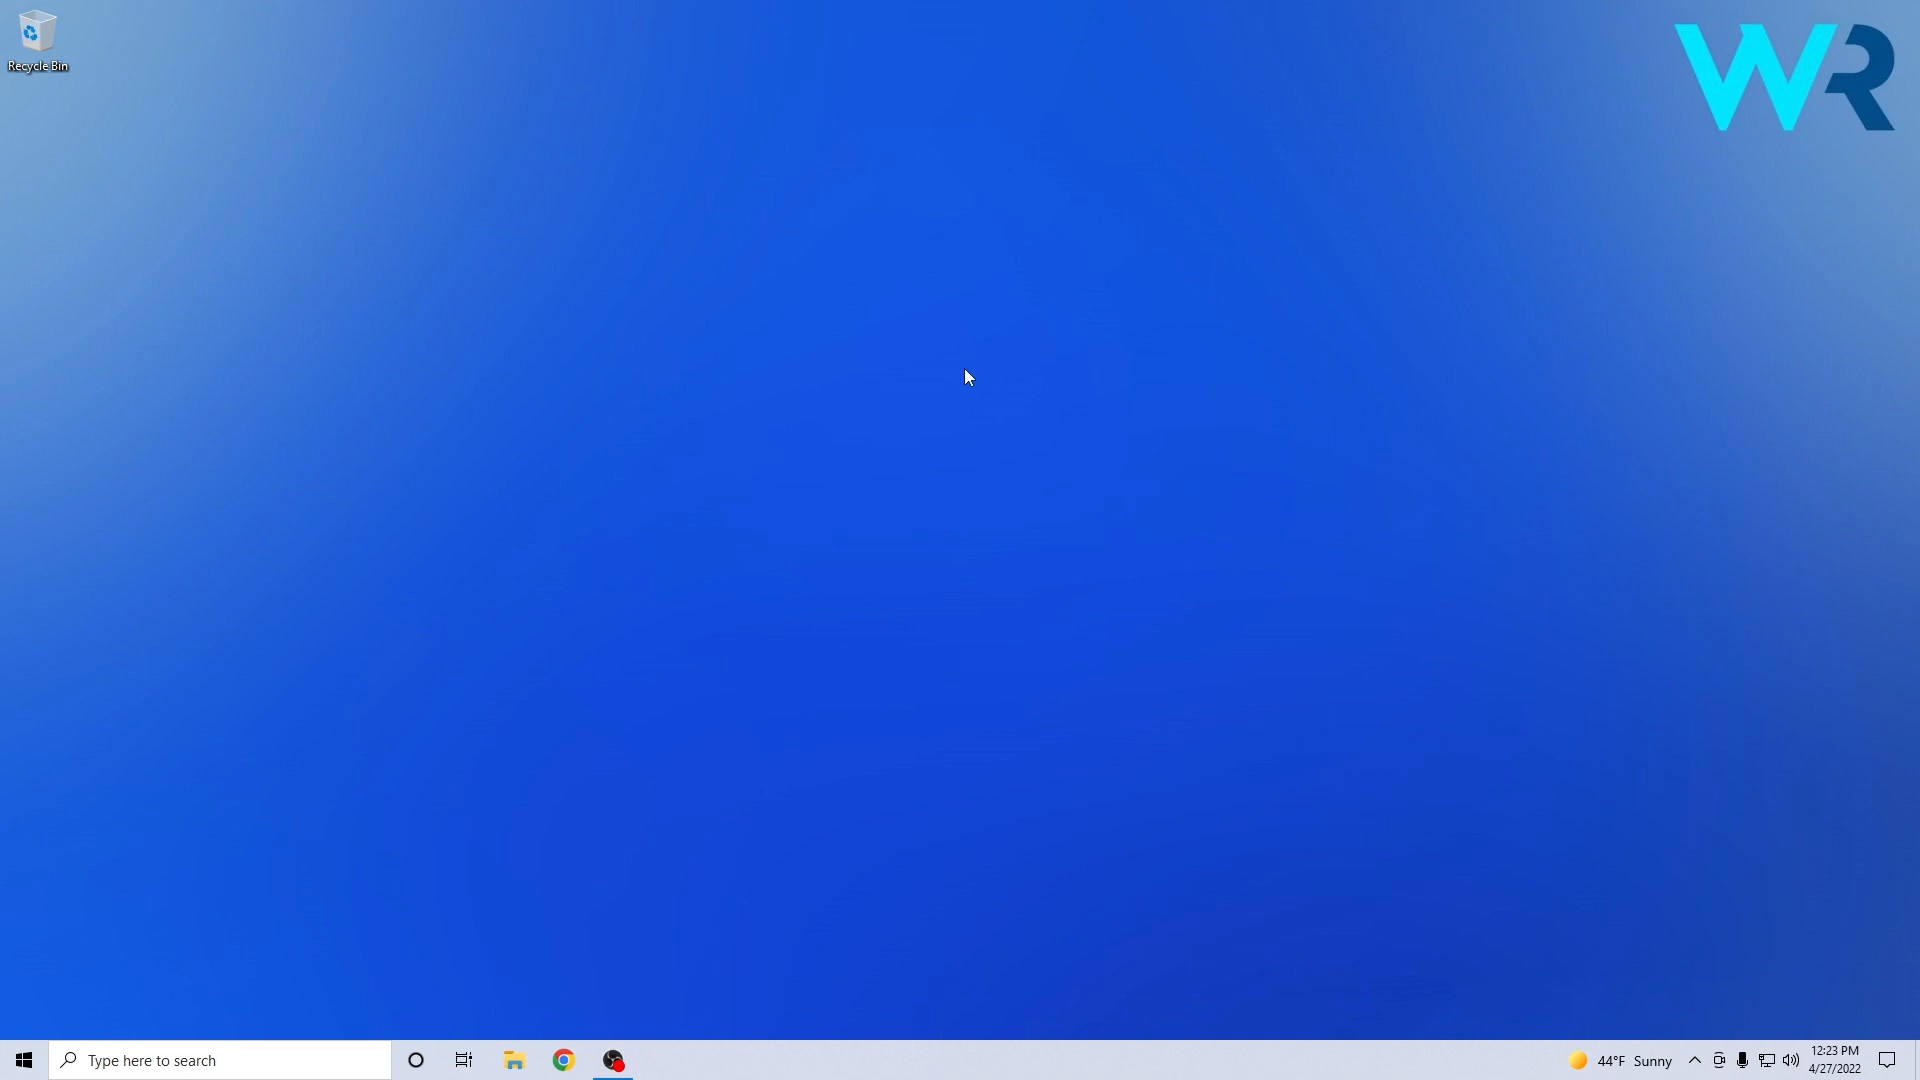 Recycle Bin
WR
Type here to search
44°F Sunny
12:23 PM
4/27/2022